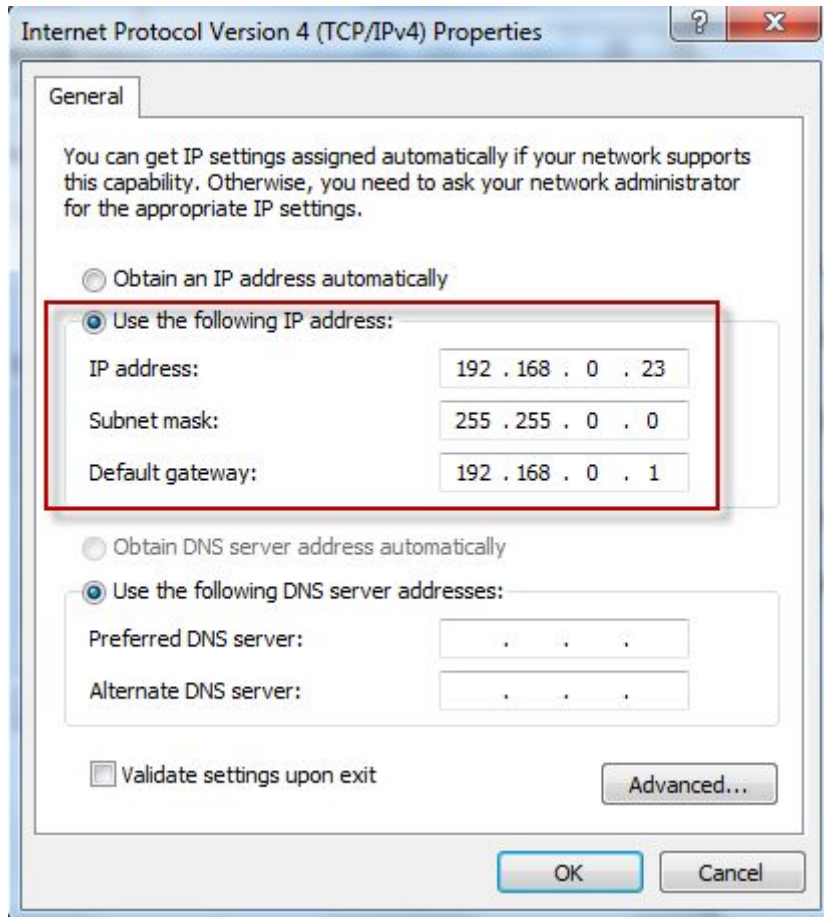 Internet Protocol Version 4 (TCP/IPv4) Properties
?
X
General
You can get IP settings assigned automatically if your network supports
this capability. Otherwise, you need to ask your network administrator
for the appropriate IP settings.
Obtain an IP address automatically
Use the following IP address:
IP address: 192 . 168 . 0 . 23
Subnet mask: 255 . 255 . 0 . 0
Default gateway: 192 . 168 . 0 . 1
Obtain DNS server address automatically
Use the following DNS server addresses:
Preferred DNS server: . . .
Alternate DNS server: . . .
Validate settings upon exit
Advanced...
OK Cancel